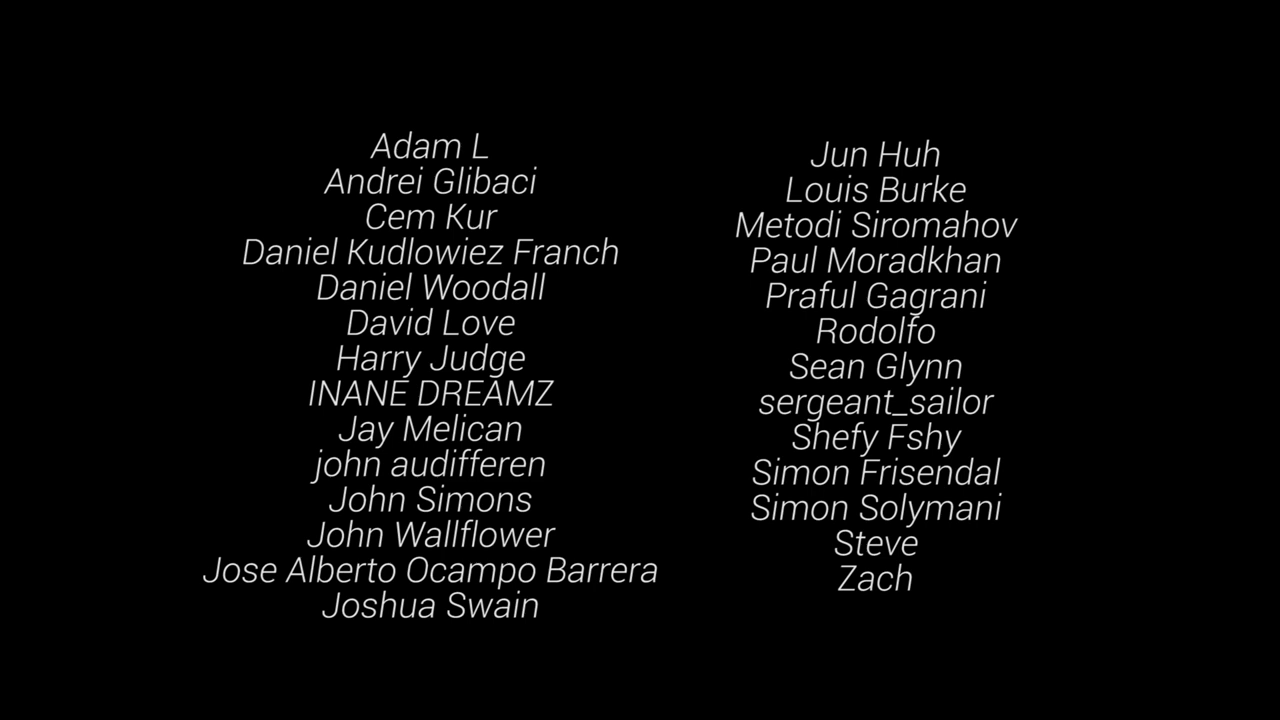 Adam L
Andrei Glibaci
Cem Kur
Daniel Kudlowiez Franch
Daniel Woodall
David Love
Harry Judge
INANE DREAMZ
Jay Melican
john audifferen
John Simons
John Wallflower
Jose Alberto Ocampo Barrera
Joshua Swain
Jun Huh
Louis Burke
Metodi Siromahov
Paul Moradkhan
Praful Gagrani
Rodolfo
Sean Glynn
sergeant_sailor
Shefy Fshy
Simon Frisendal
Simon Solymani
Steve
Zach